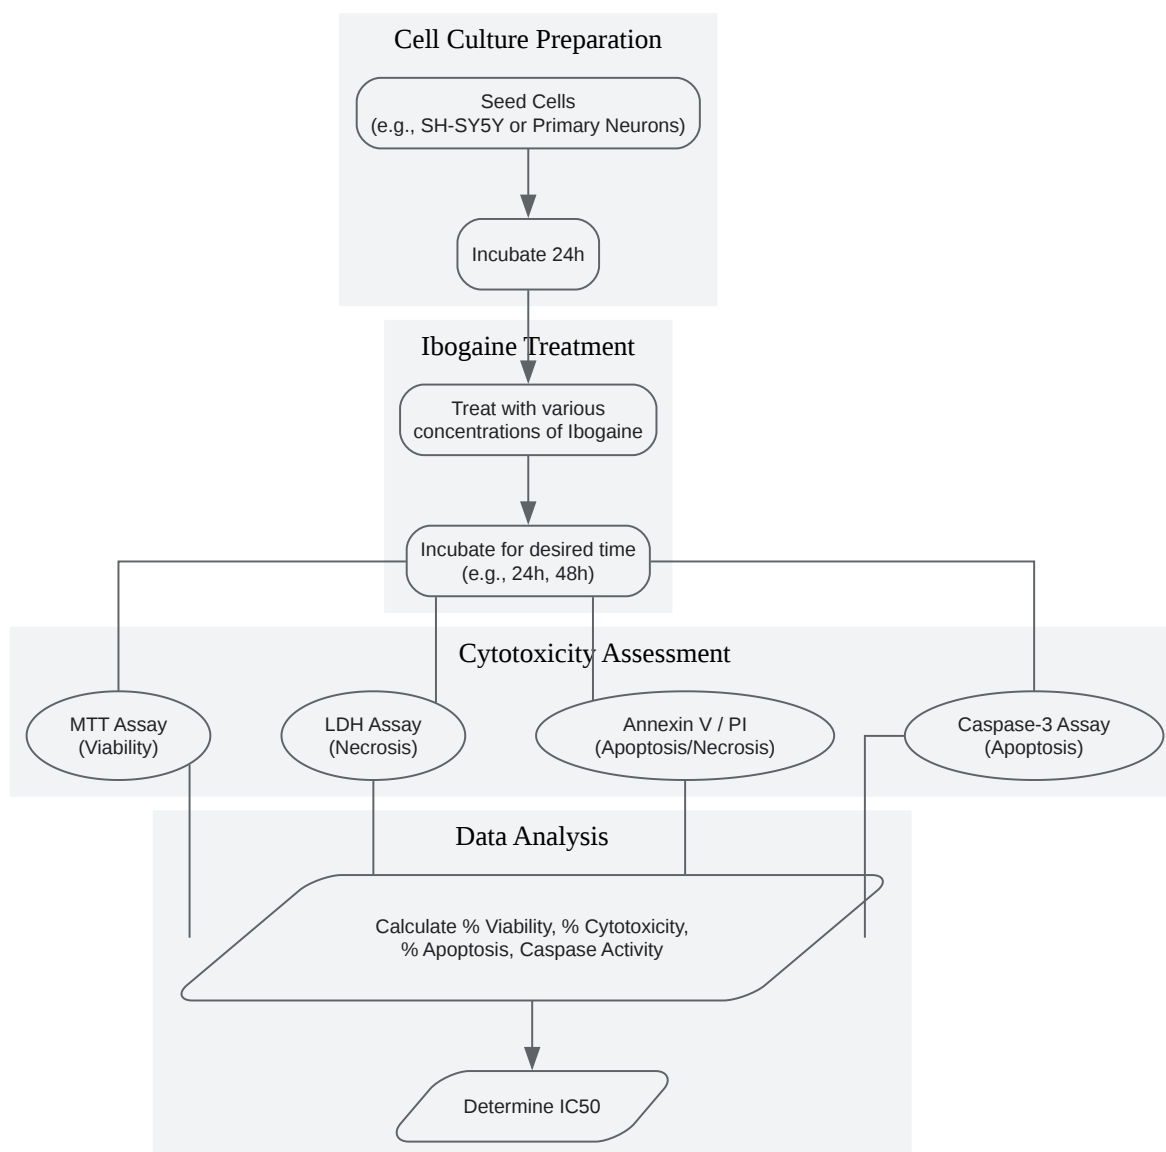 Cell Culture Preparation
Seed Cells
(e.g., SH-SY5Y or Primary Neurons)
Incubate 24h
Ibogaine Treatment
Treat with various
concentrations of Ibogaine
Incubate for desired time
(e.g., 24h, 48h)
Cytotoxicity Assessment
MTT Assay
(Viability)
LDH Assay
(Necrosis)
Annexin V / PI
(Apoptosis/Necrosis)
Caspase-3 Assay
(Apoptosis)
Data Analysis
Calculate % Viability, % Cytotoxicity,
% Apoptosis, Caspase Activity
Determine IC50